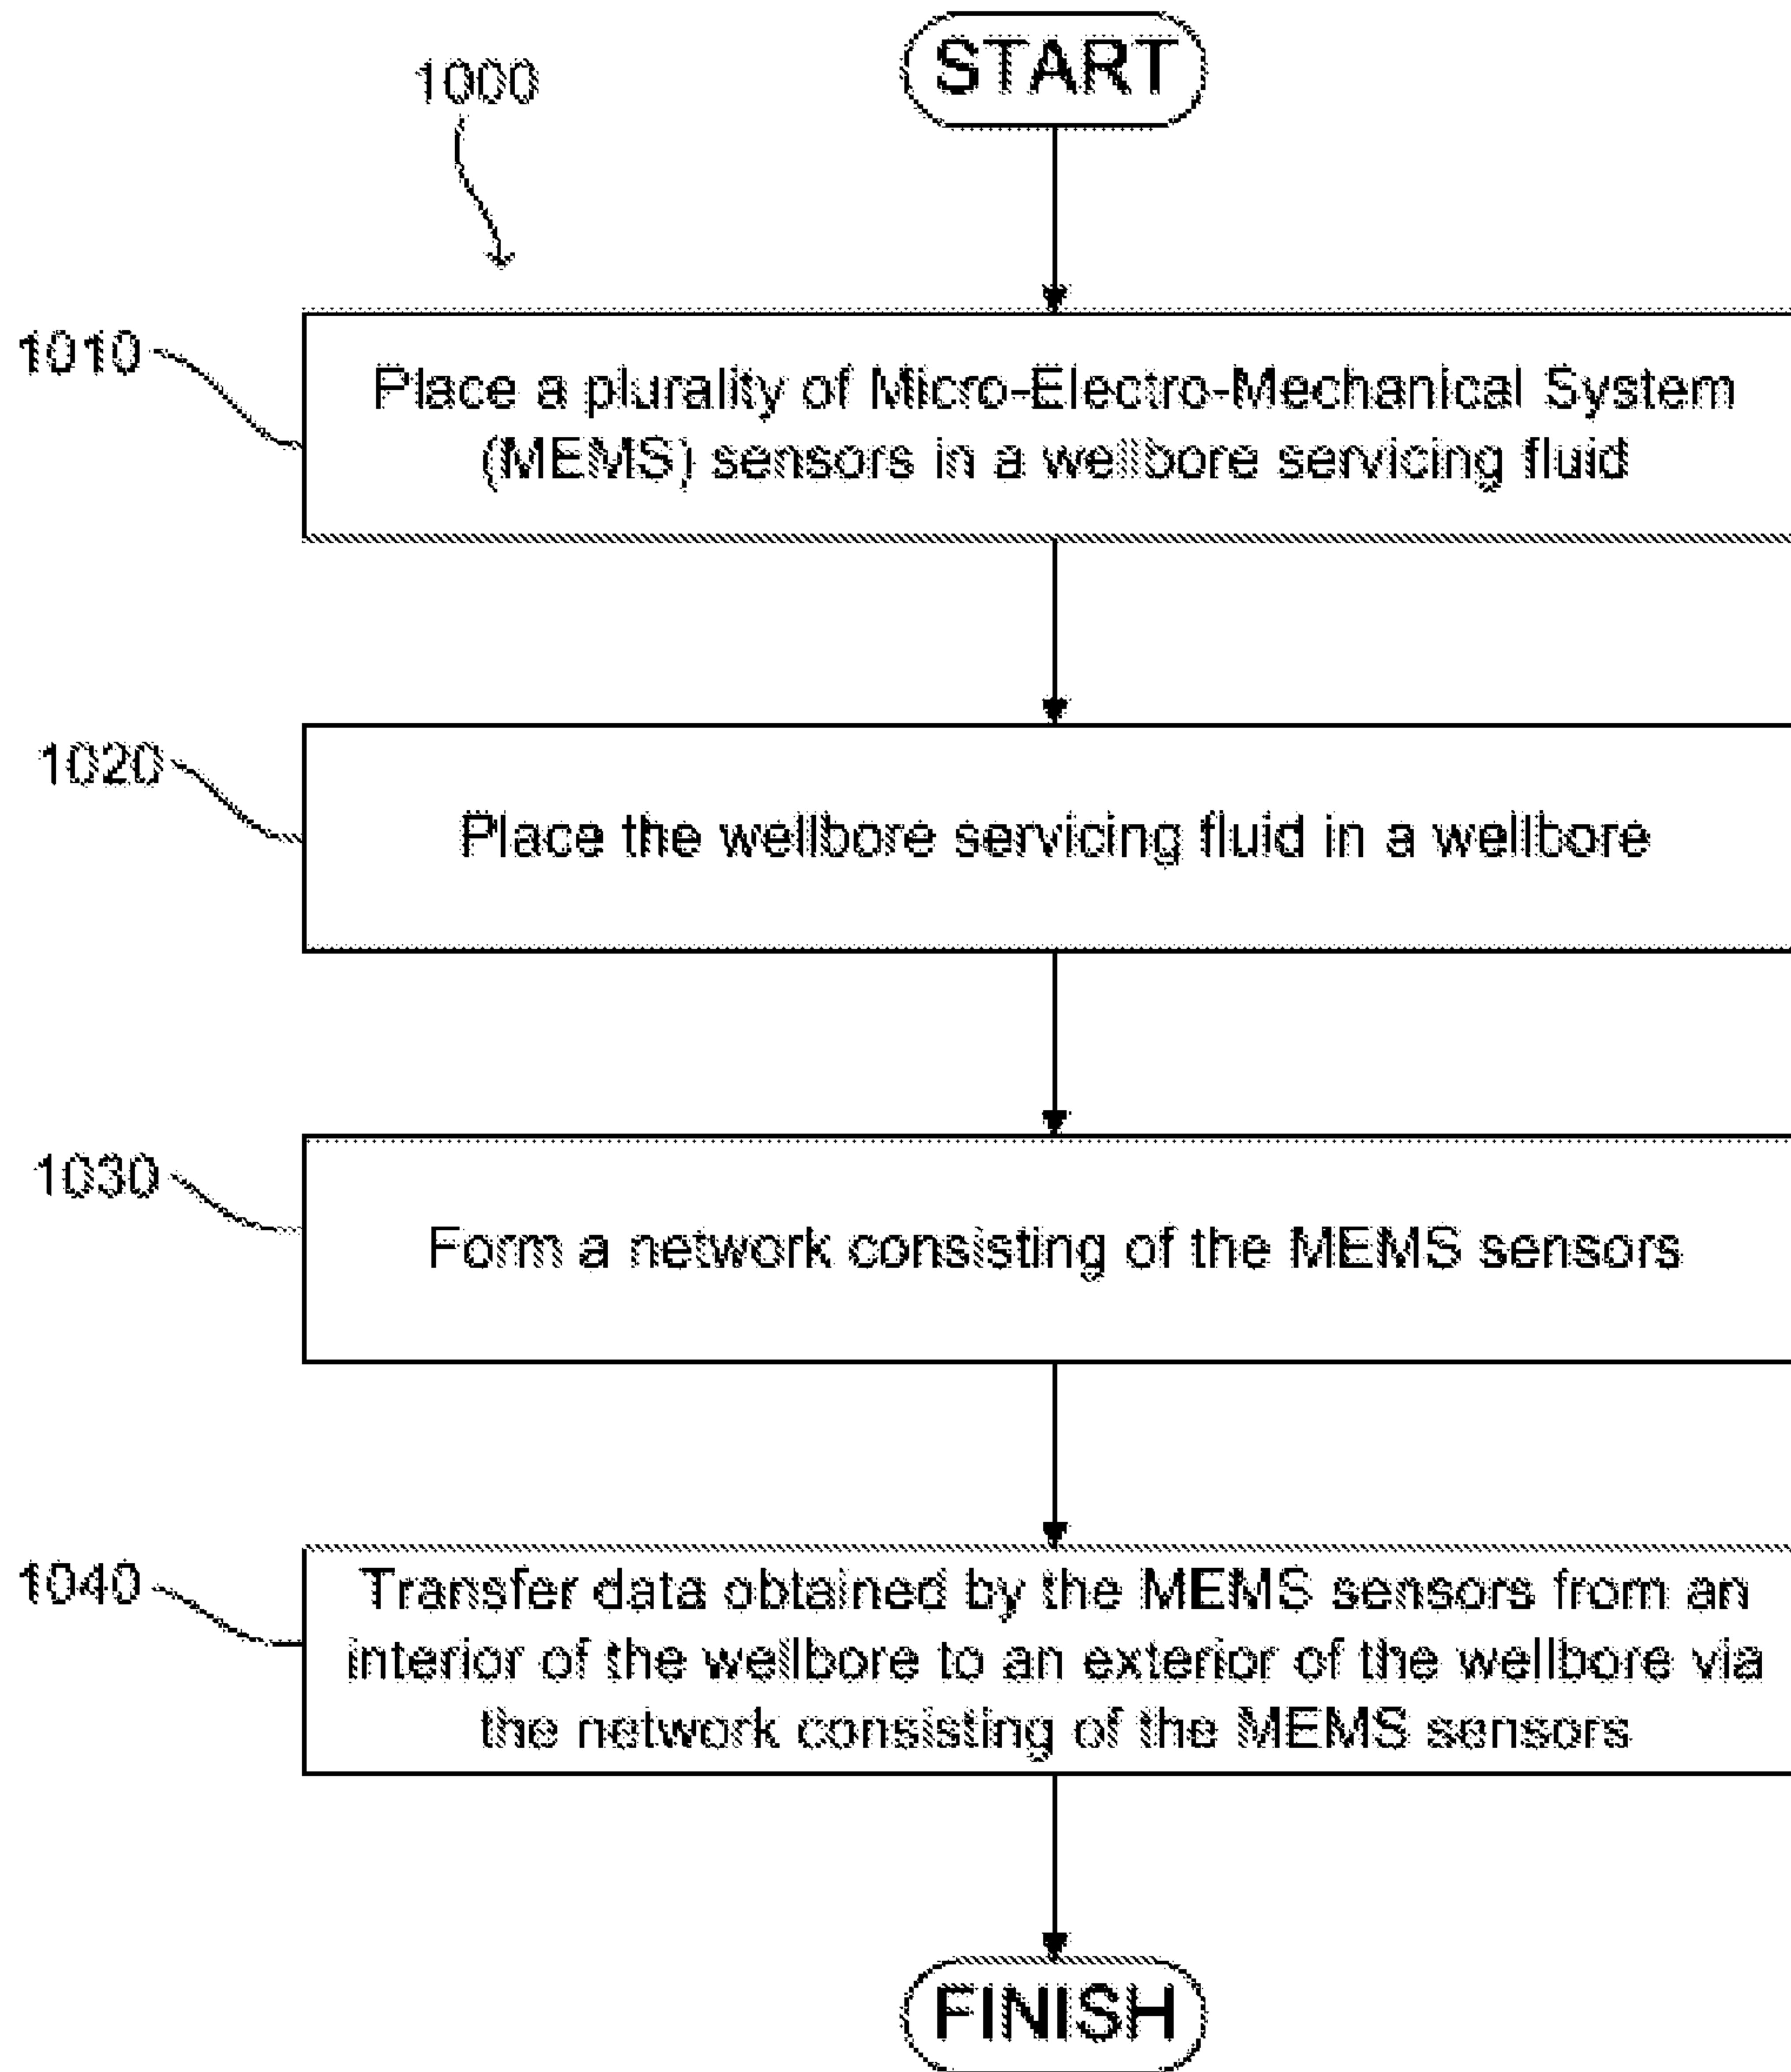 START
1000
1010
Place a plurality of Micro-Electro-Mechanical System
(MEMS) sensors in a wellbore servicing fluid
1020
Place the wellbore servicing fluid in a wellbore
1030
Form a network consisting of the MEMS sensors
1040
Transfer data obtained by the MEMS sensors from an
interior of the wellbore to an exterior of the wellbore via
the network consisting of the MEMS sensors
FINISH